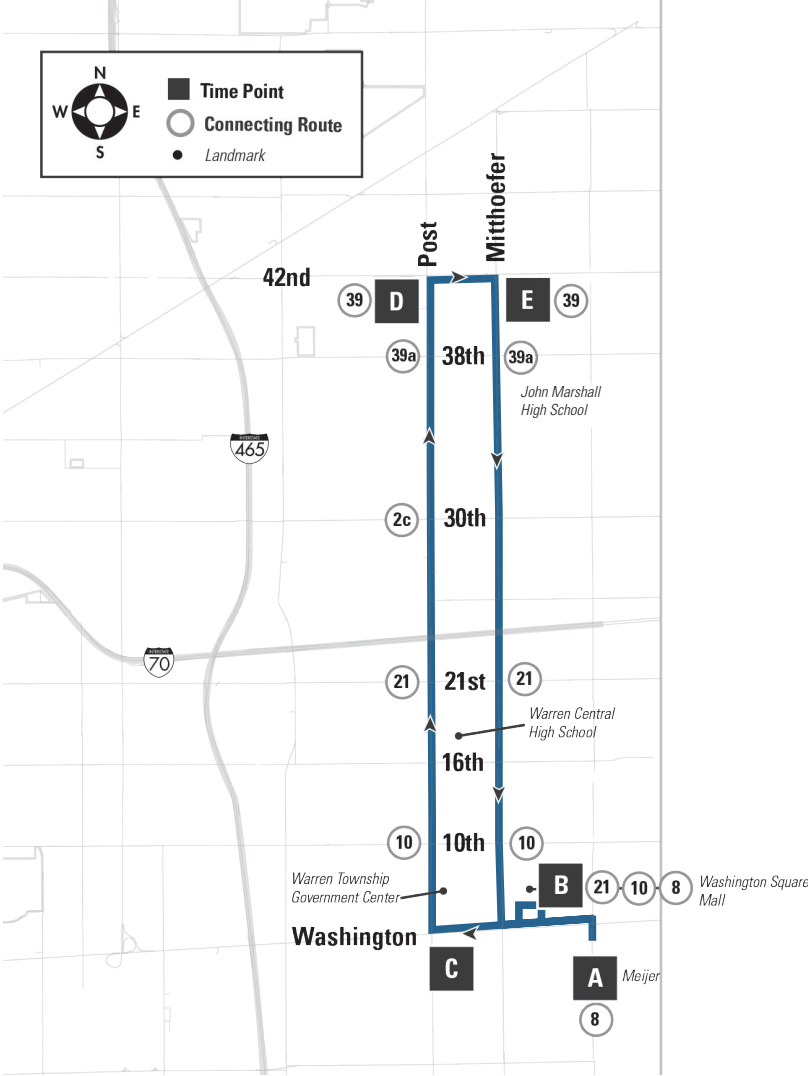 N
W E
S
Time Point
Connecting Route
Landmark
Post
Mitthoefer
42nd
39 D
E 39
39a 38th 39a
John Marshall
High School
INTERSTATE
465
2c 30th
INTERSTATE
70
21 21st 21
Warren Central
High School
16th
10 10th 10
Warren Township
Government Center
B 21 10 8
Washington Square
Mall
Washington
C
A Meijer
8